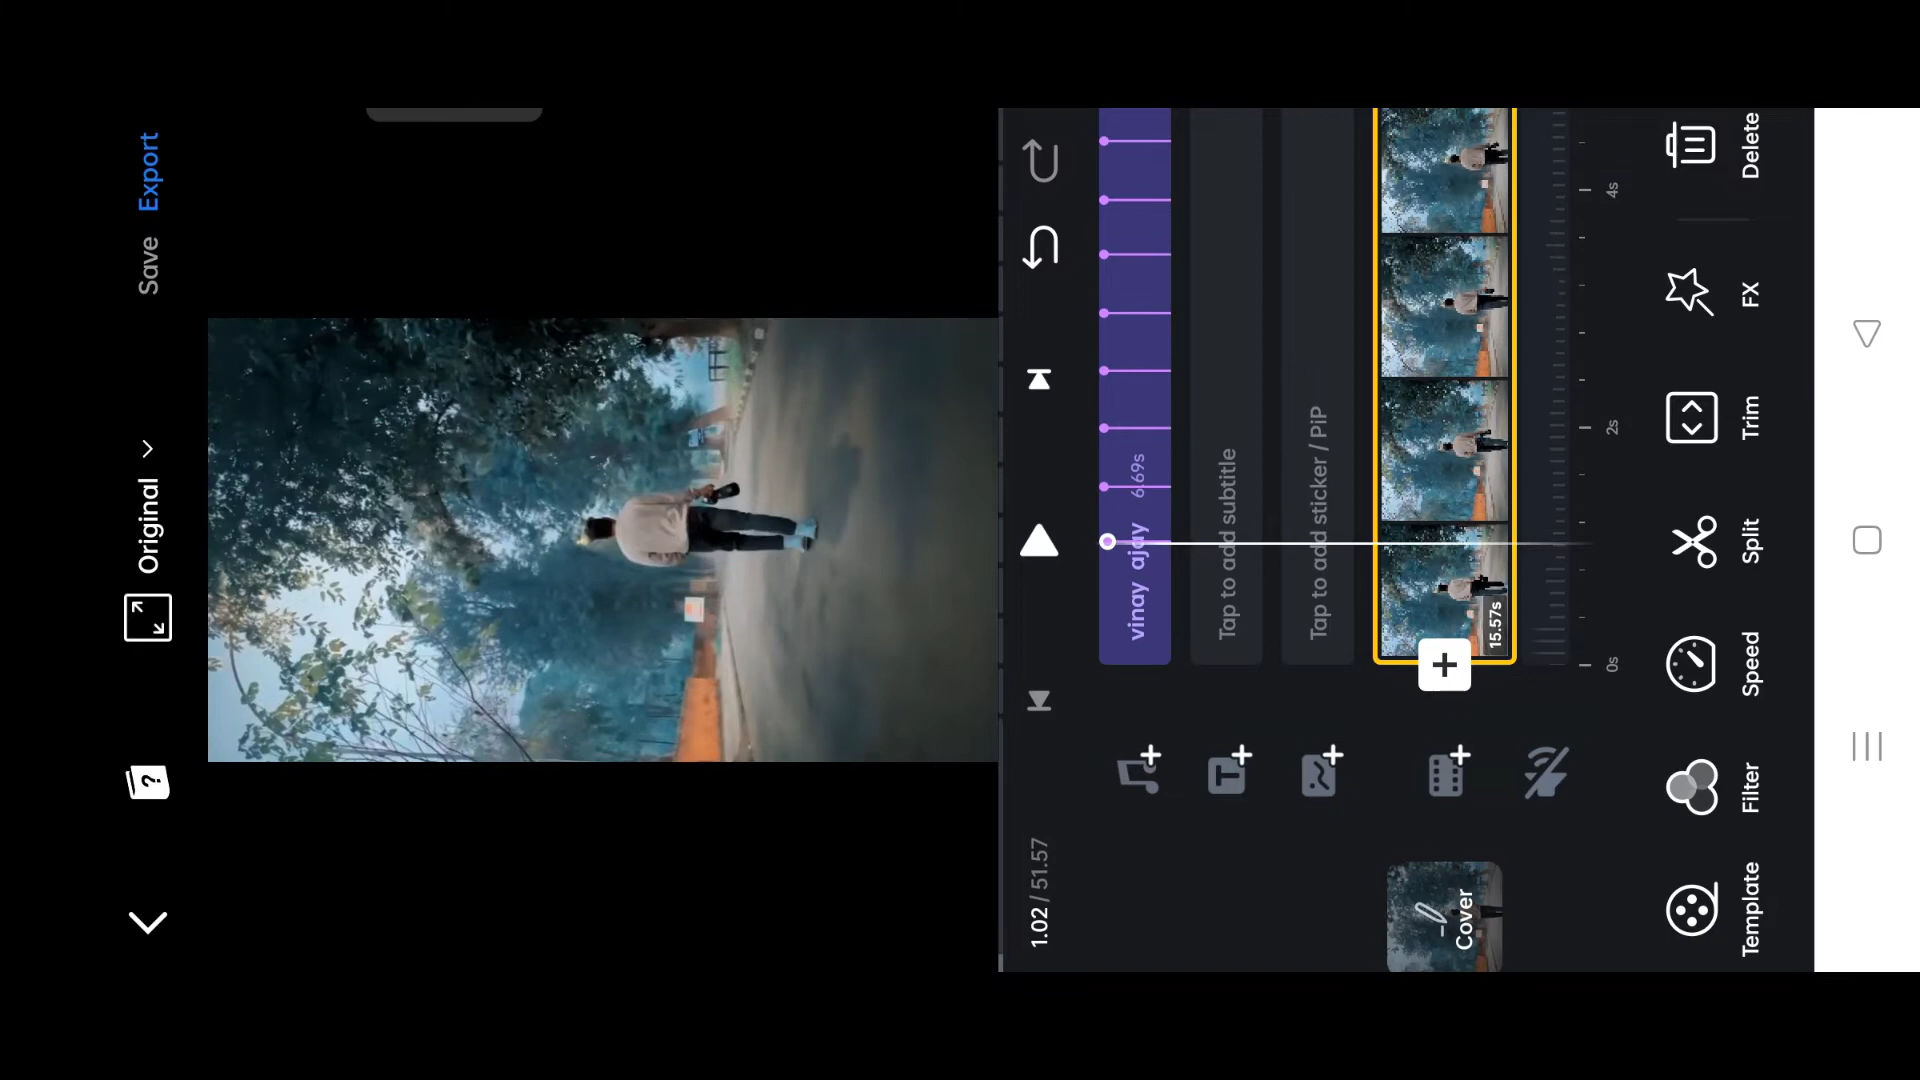 Original
Save
Export
1.02 / 51.57
vinay ajay 6.69s
Tap to add subtitle
Tap to add sticker / PiP
Cover
15.57s
0s
2s
4s
Template
Filter
Speed
Split
Trim
FX
Delete